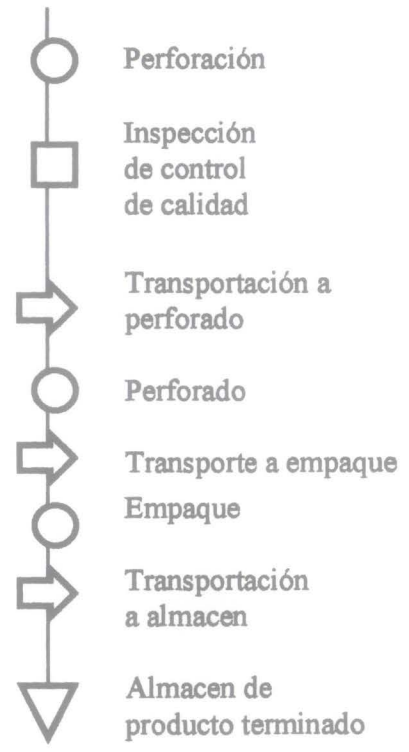 Perforación
Inspección
de control
de calidad
Transportación a
perforado
Perforado
Transporte a empaque
Empaque
Transportación
a almacen
Almacen de
producto terminado